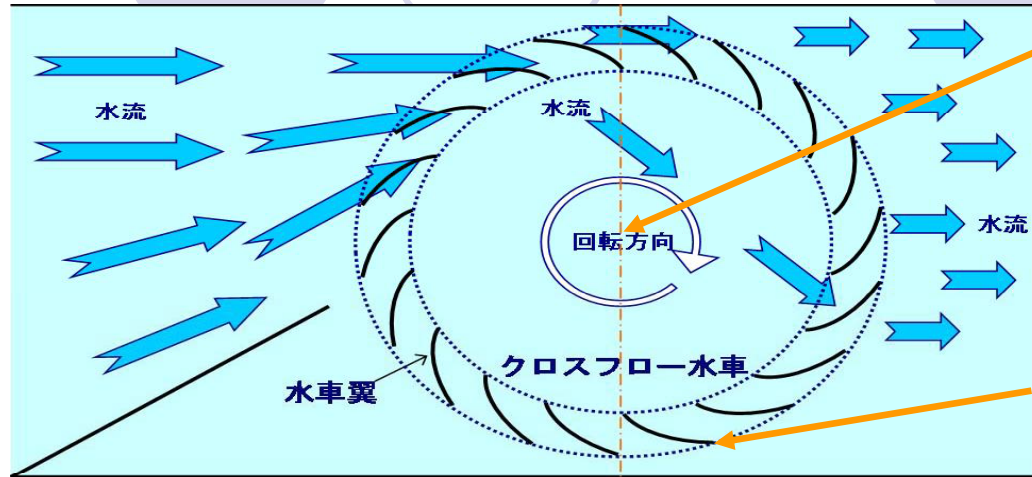 水流
水流
回転方向
水流
クロスフロー水車
水車翼